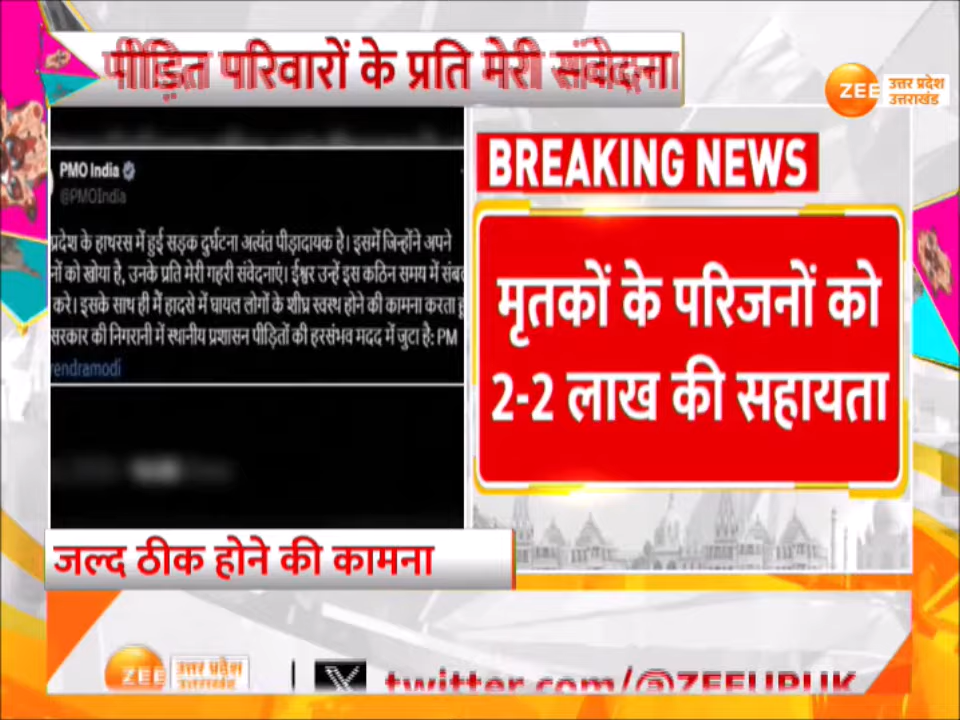 पीड़ित परिवारों के प्रति मेरी संवेदना
ZEE उत्तर प्रदेश
उत्तराखंड
PMO India
@PMOIndia
प्रदेश के हाथरस में हुई सड़क दुर्घटना अत्यंत पीड़ादायक है। इसमें जिन्होंने अपने
नों को खोया है, उनके प्रति मेरी गहरी संवेदनाएं। ईश्वर उन्हें इस कठिन समय में संबल
करे। इसके साथ ही मैं हादसे में घायल लोगों के शीघ्र स्वस्थ होने की कामना करता हूं
सरकार की निगरानी में स्थानीय प्रशासन पीड़ितों की हरसंभव मदद में जुटा है: PM
endramodi
BREAKING NEWS
मृतकों के परिजनों को
2-2 लाख की सहायता
जल्द ठीक होने की कामना
ZEE उत्तर प्रदेश
उत्तराखंड
X twitter.com/@ZEEUPUK